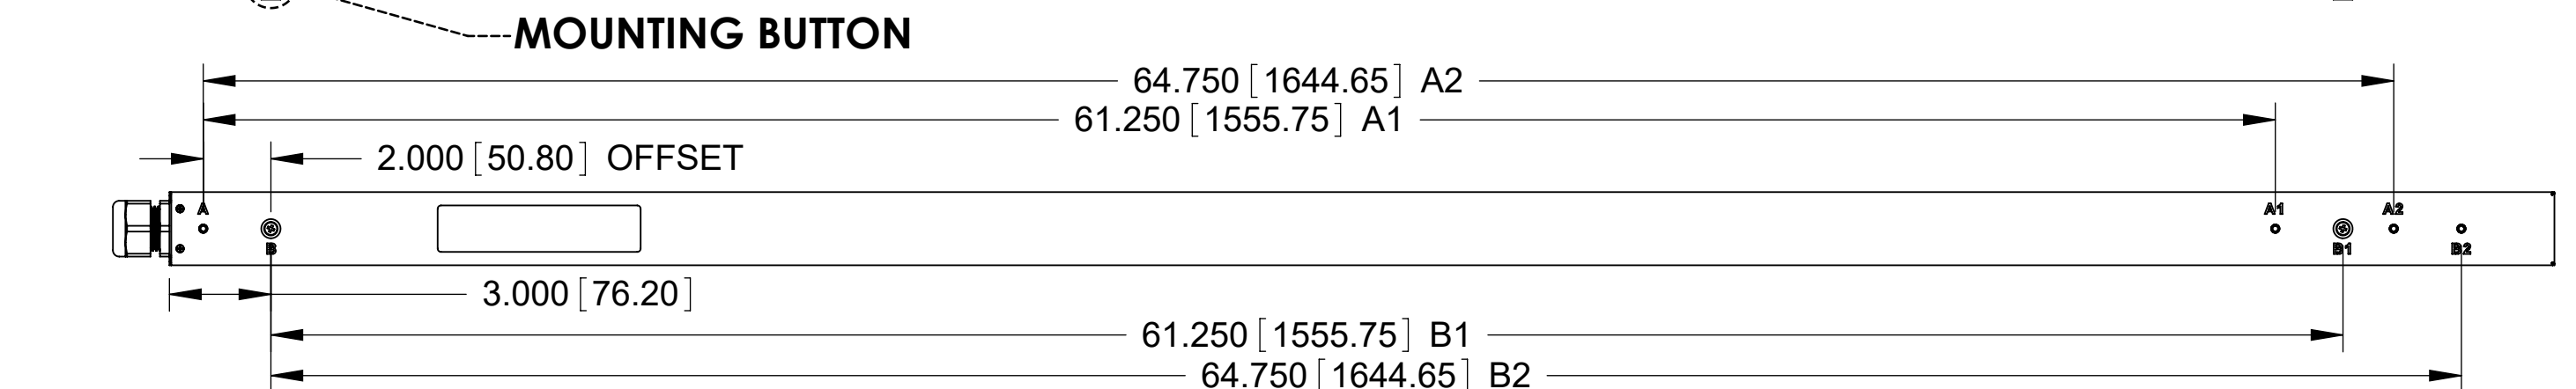 MOUNTING BUTTON
64.750 [1644.65] A2
61.250 [1555.75] A1
2.000 [50.80] OFFSET
A
A1
A2
B
B1
B2
3.000 [76.20]
61.250 [1555.75] B1
64.750 [1644.65] B2